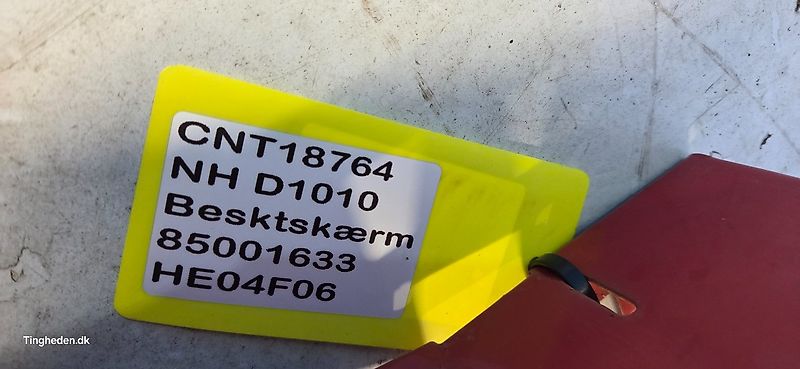 CNT18764
NH D1010
Besktskærm
85001633
HE04F06
Tingheden.dk